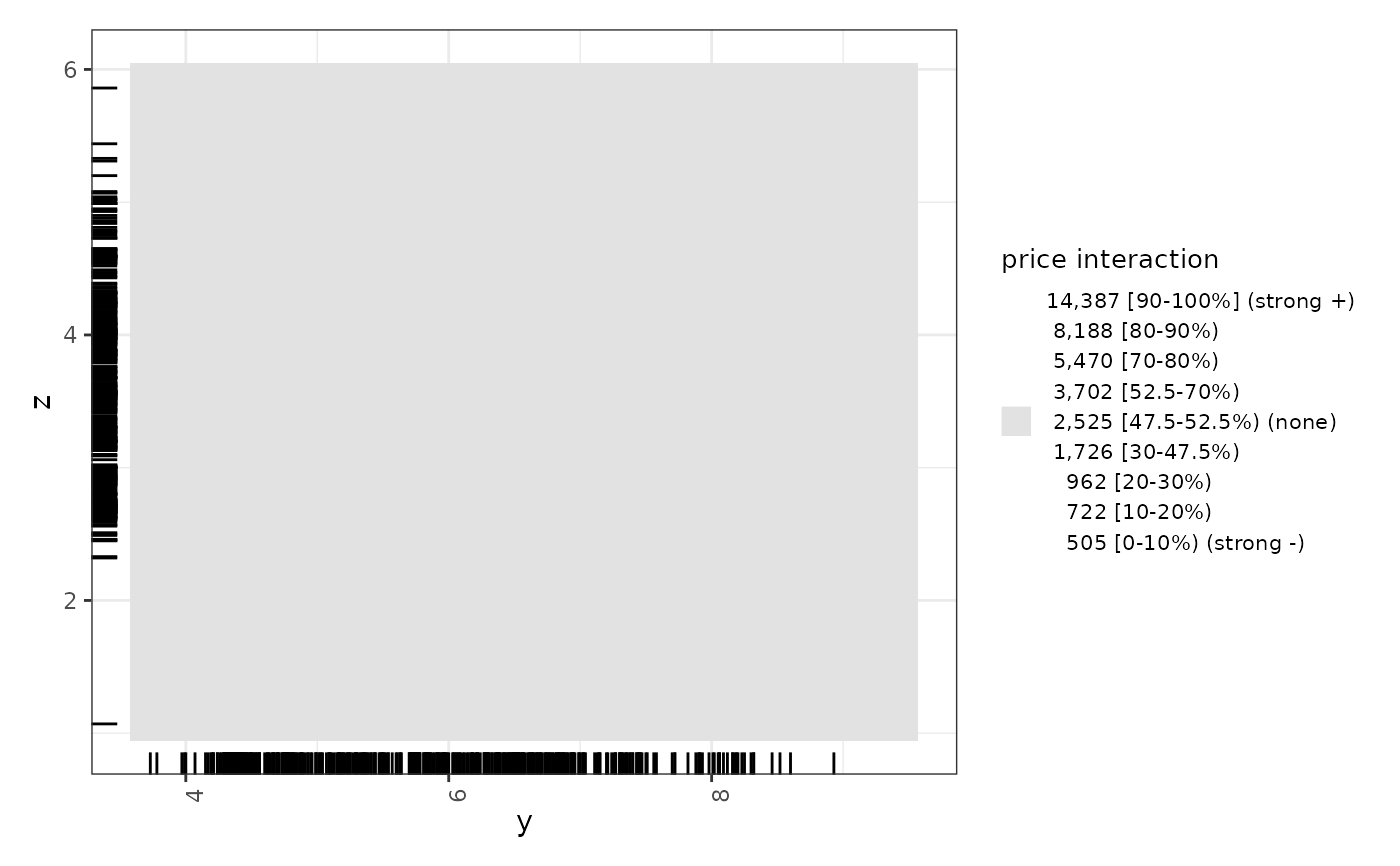 6
4
2
z
4
6
8
y
price interaction
14,387 [90-100%] (strong +)
8,188 [80-90%)
5,470 [70-80%)
3,702 [52.5-70%)
2,525 [47.5-52.5%) (none)
1,726 [30-47.5%)
962 [20-30%)
722 [10-20%)
505 [0-10%) (strong -)